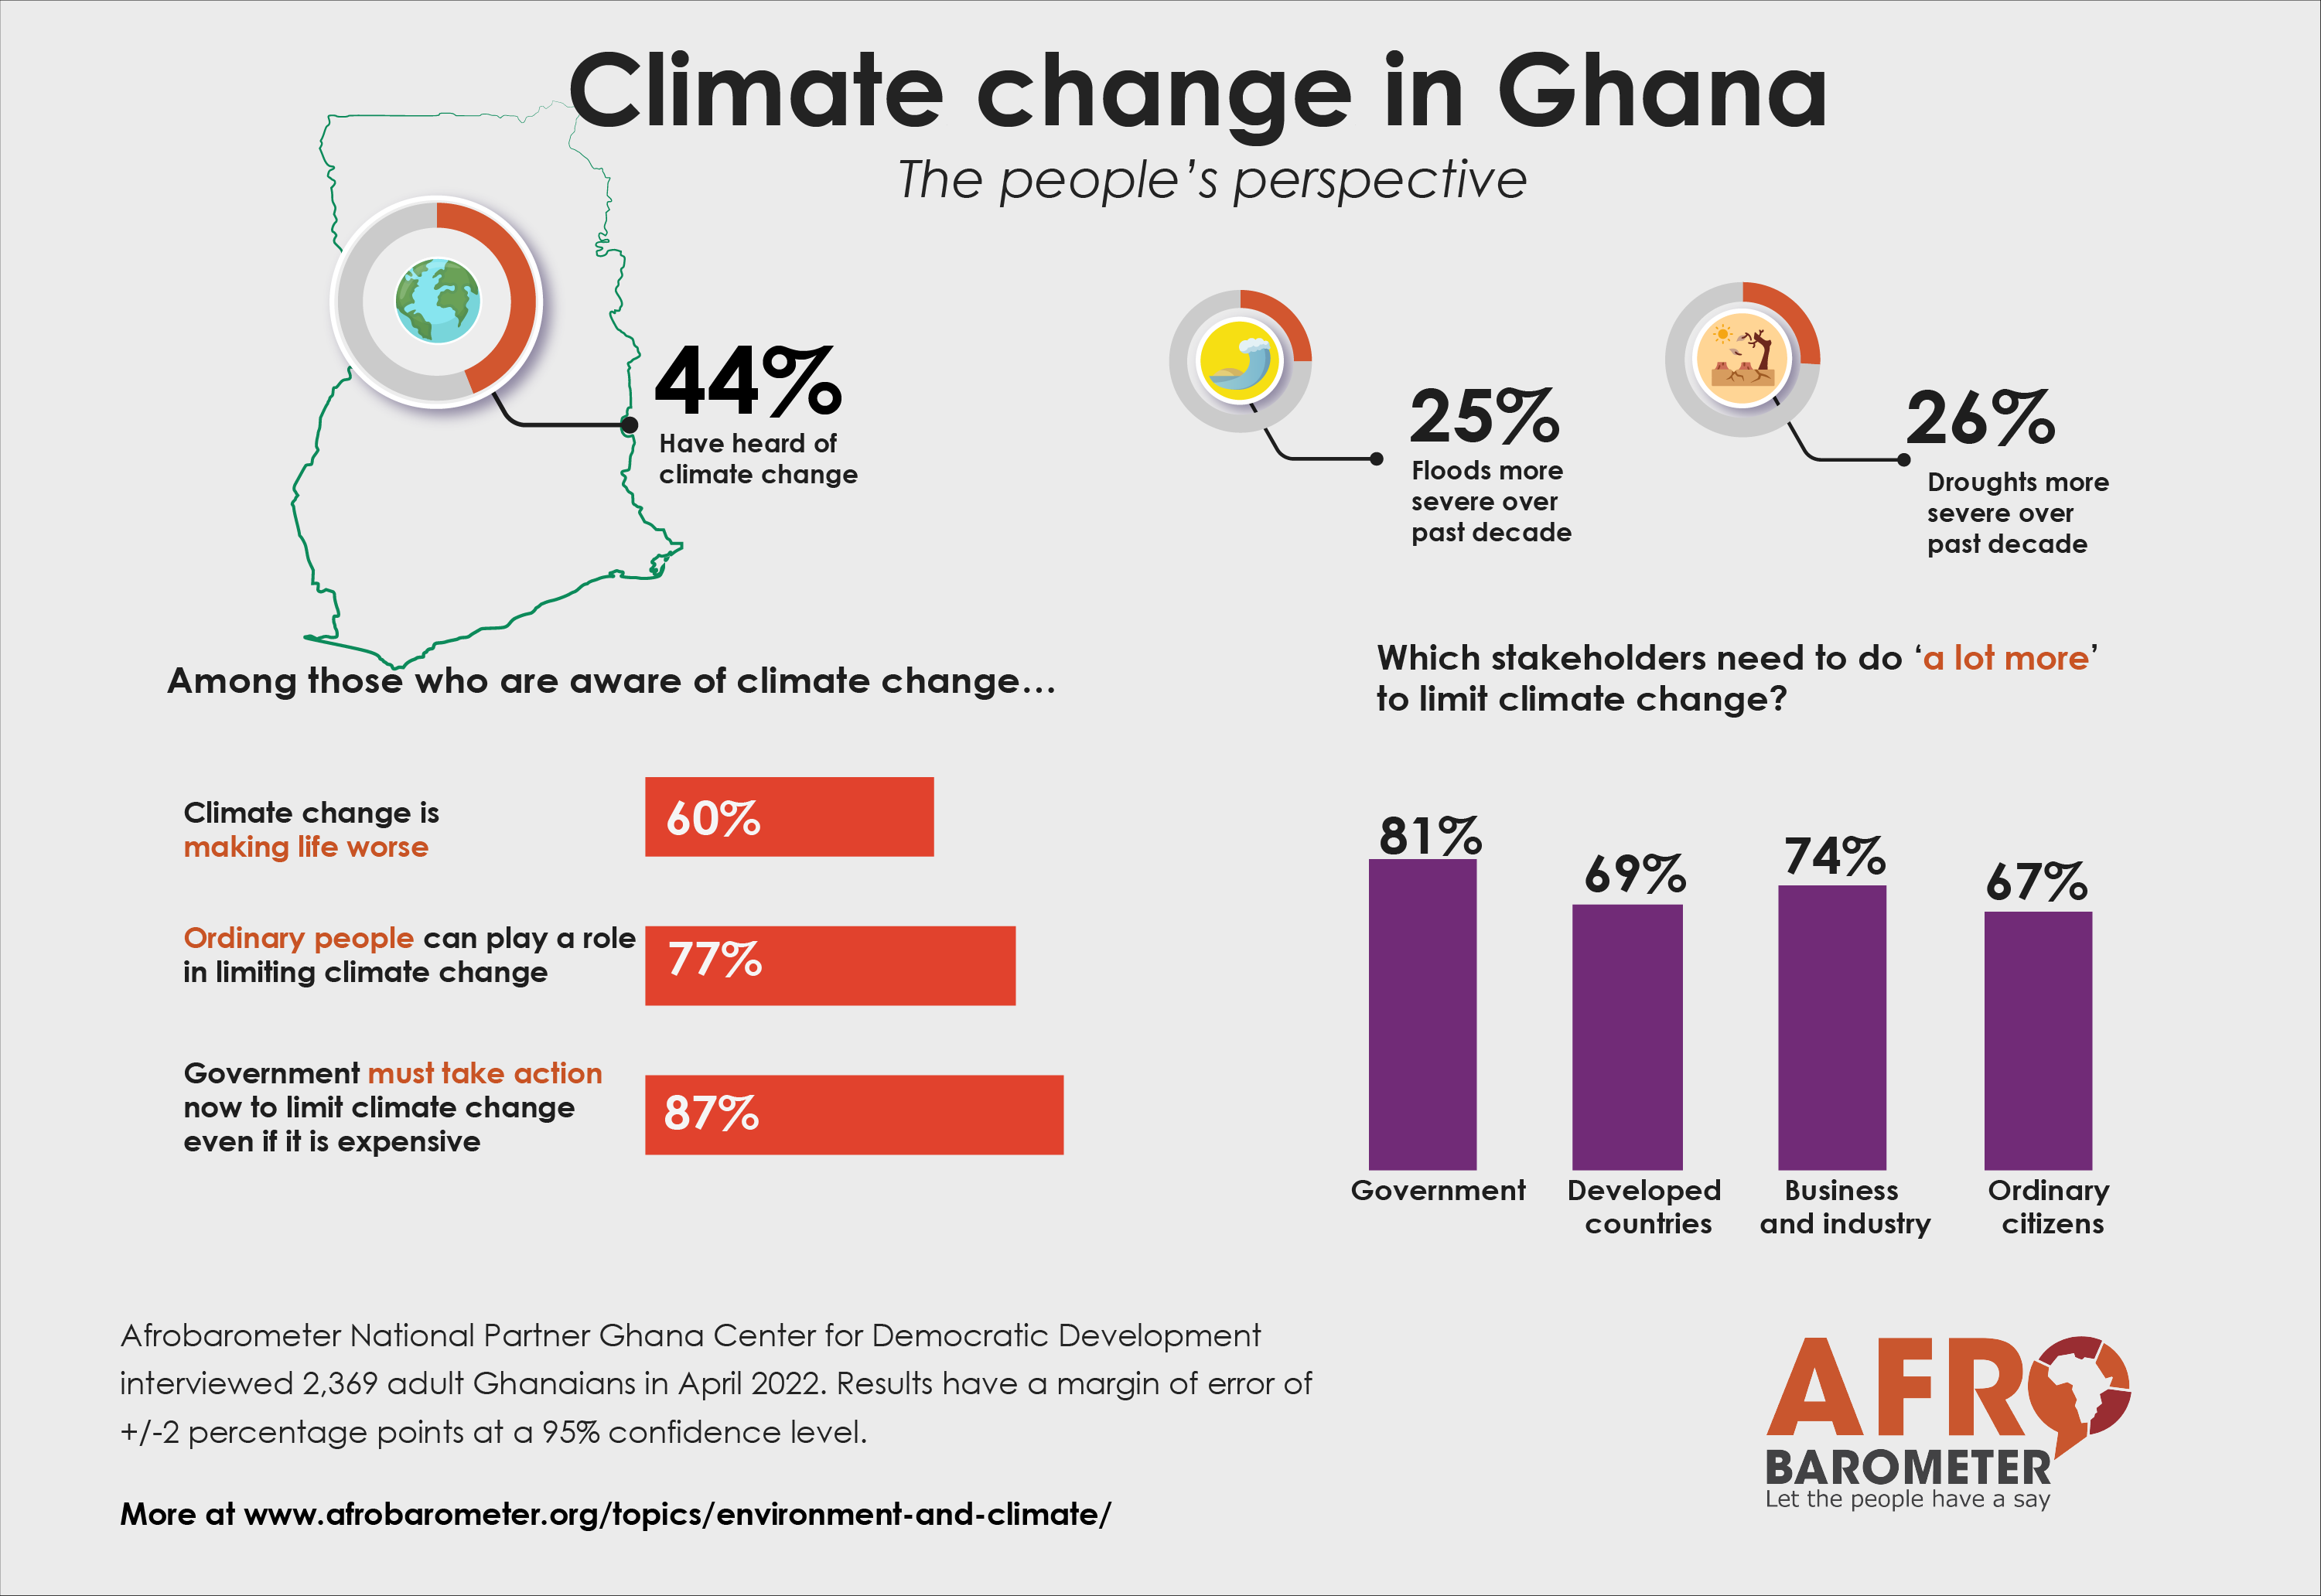 Climate change in Ghana
The people's perspective
44%
Have heard of
climate change
25%
Floods more
severe over
past decade
26%
Droughts more
severe over
past decade
Among those who are aware of climate change…
Climate change is
making life worse
60%
Ordinary people can play a role
in limiting climate change
77%
Government must take action
now to limit climate change
even if it is expensive
87%
Which stakeholders need to do ‘a lot more’
to limit climate change?
81%
69%
74%
67%
Government
Developed
countries
Business
and industry
Ordinary
citizens
Afrobarometer National Partner Ghana Center for Democratic Development
interviewed 2,369 adult Ghanaians in April 2022. Results have a margin of error of
+/-2 percentage points at a 95% confidence level.
More at www.afrobarometer.org/topics/environment-and-climate/
AFRO
BAROMETER
Let the people have a say